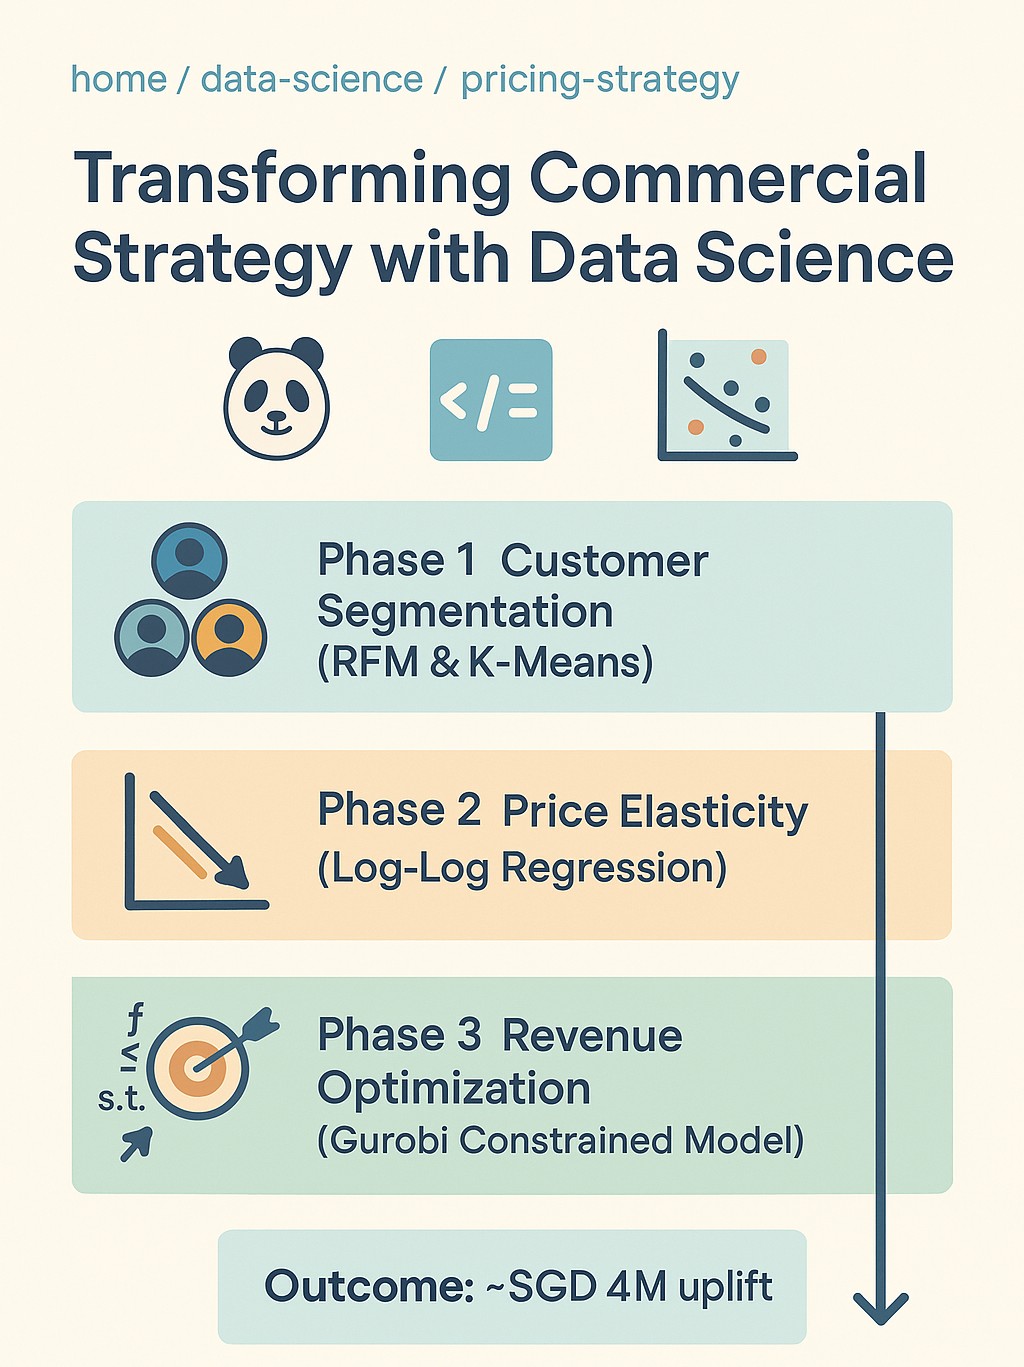 home / data-science / pricing-strategy
Transforming Commercial
Strategy with Data Science
</=
Phase 1 Customer
Segmentation
(RFM & K-Means)
Phase 2 Price Elasticity
(Log-Log Regression)
f
≤
s.t.
Phase 3 Revenue
Optimization
(Gurobi Constrained Model)
Outcome: ~SGD 4M uplift